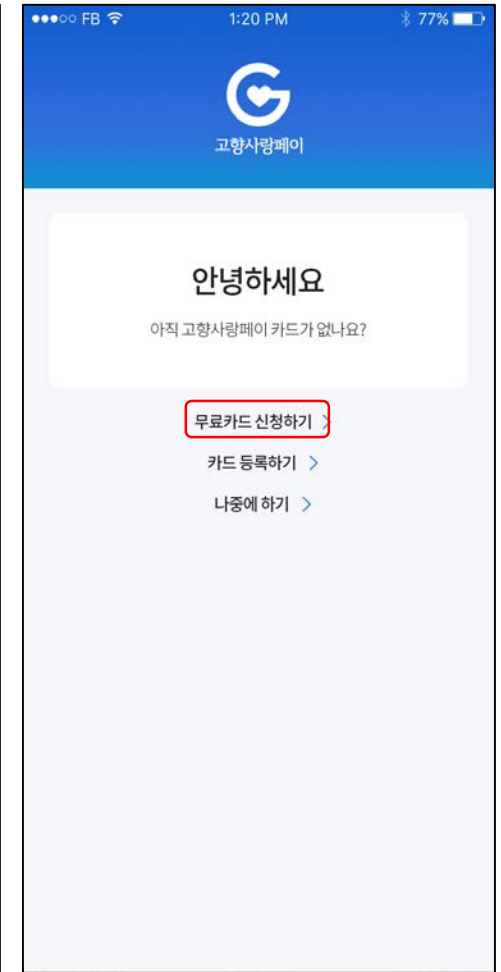 ●●●○○ FB 1:20 PM 77%
고향사랑페이
안녕하세요
아직 고향사랑페이 카드가 없나요?
무료카드 신청하기 >
카드 등록하기 >
나중에 하기 >